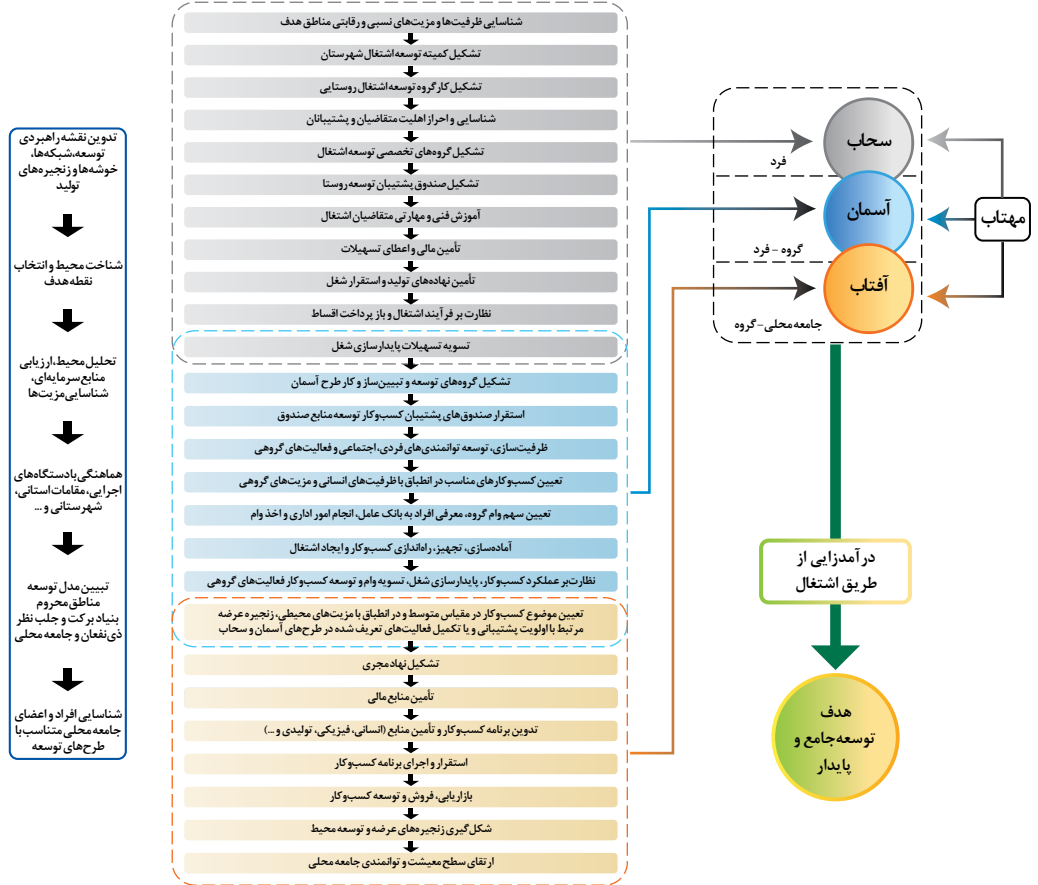 شناسایی ظرفیت‌ها و مزیت‌های نسبی و رقابتی مناطق هدف
تشکیل کمیته توسعه اشتغال شهرستان
تشکیل کارگروه توسعه اشتغال روستایی
شناسایی و احراز اهلیت متقاضیان و پشتیبانان
تشکیل گروه‌های تخصصی توسعه اشتغال
تشکیل صندوق پشتیبان توسعه روستا
آموزش فنی و مهارتی متقاضیان اشتغال
تأمین مالی و اعطای تسهیلات
تأمین نهاده‌های تولید و استقرار شغل
نظارت بر فرآیند اشتغال و باز پرداخت اقساط
تسویه تسهیلات پایدارسازی شغل
تشکیل گروه‌های توسعه و تبیین‌ساز و کار طرح آسمان
استقرار صندوق‌های پشتیبان کسب‌وکار توسعه منابع صندوق
ظرفیت‌سازی، توسعه توانمندی‌های فردی، اجتماعی و فعالیت‌های گروهی
تعیین کسب‌وکارهای مناسب در انطباق با ظرفیت‌های انسانی و مزیت‌های گروهی
تعیین سهم وام گروه، معرفی افراد به بانک عامل، انجام امور اداری و اخذ وام
آماده‌سازی، تجهیز، راه‌اندازی کسب‌وکار و ایجاد اشتغال
نظارت‌بر عملکرد کسب‌وکار، پایدارسازی شغل، تسویه وام و توسعه کسب‌وکار فعالیت‌های گروهی
تعیین موضوع کسب‌وکار در مقیاس متوسط و در انطباق با مزیت‌های محیطی، زنجیره عرضه
مرتبط با اولویت پشتیبانی و یا تکمیل فعالیت‌های تعریف شده در طرح‌های آسمان و سحاب
تشکیل نهاد مجری
تأمین منابع مالی
تدوین برنامه کسب‌وکار و تأمین منابع (انسانی، فیزیکی، تولیدی و ...)
استقرار و اجرای برنامه کسب‌وکار
بازاریابی، فروش و توسعه کسب‌وکار
شکل‌گیری زنجیره‌های عرضه و توسعه محیط
ارتقای سطح معیشت و توانمندی جامعه محلی
تدوین نقشه راهبردی
توسعه، شبکه‌ها،
خوشه‌ها و زنجیره‌های
تولید
شناخت محیط و انتخاب
نقطه هدف
تحلیل محیط، ارزیابی
منابع سرمایه‌ای،
شناسایی مزیت‌ها
هماهنگی با دستگاه‌های
اجرایی، مقامات استانی،
شهرستانی و ...
تبیین مدل توسعه
مناطق محروم
بنیاد برکت و جلب نظر
ذی‌نفعان و جامعه محلی
شناسایی افراد و اعضای
جامعه محلی متناسب با
طرح‌های توسعه
سحاب
فرد
آسمان
گروه - فرد
آفتاب
جامعه محلی - گروه
مهتاب
درآمدزایی از
طریق اشتغال
هدف
توسعه جامع و
پایدار